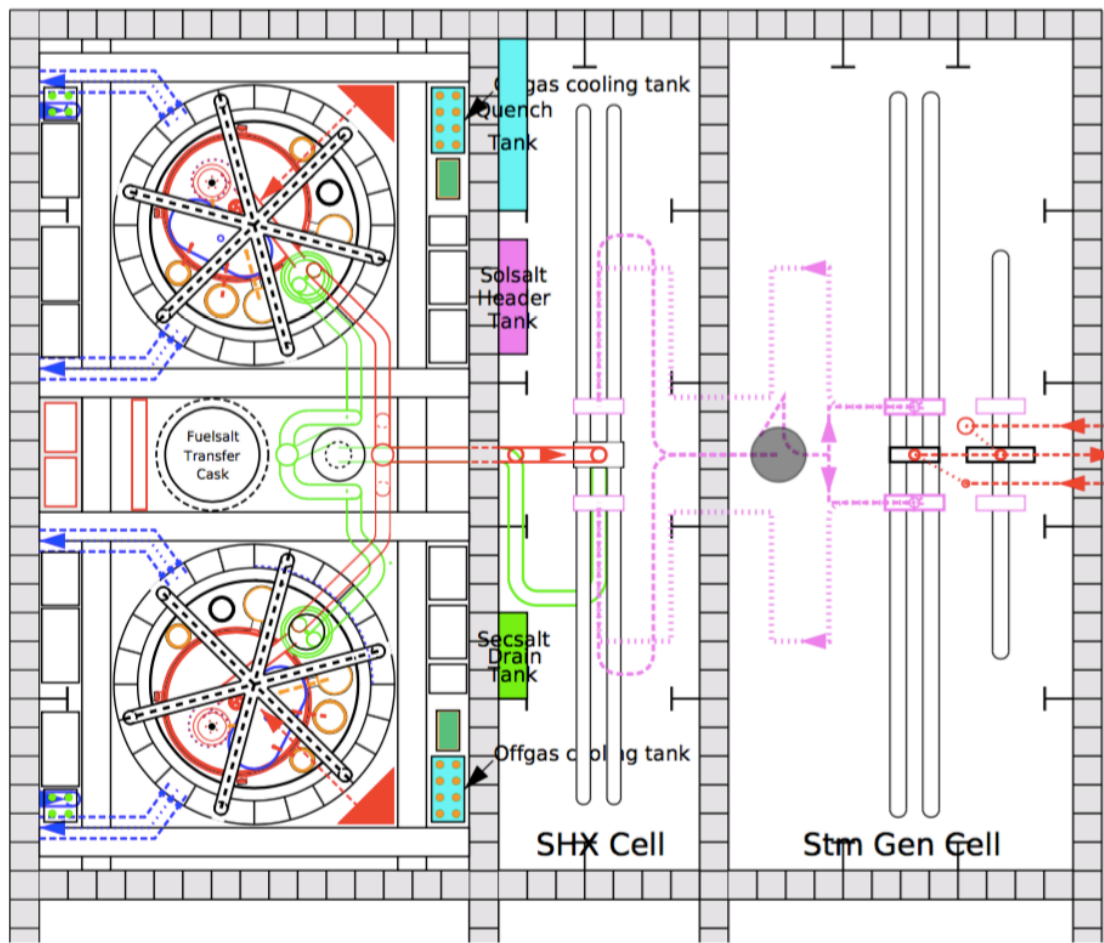 Offgas cooling tank
Quench
Tank
Solsalt
Header
Tank
Fuelsalt
Transfer
Cask
Secsalt
Drain
Tank
Offgas cooling tank
SHX Cell
Stm Gen Cell